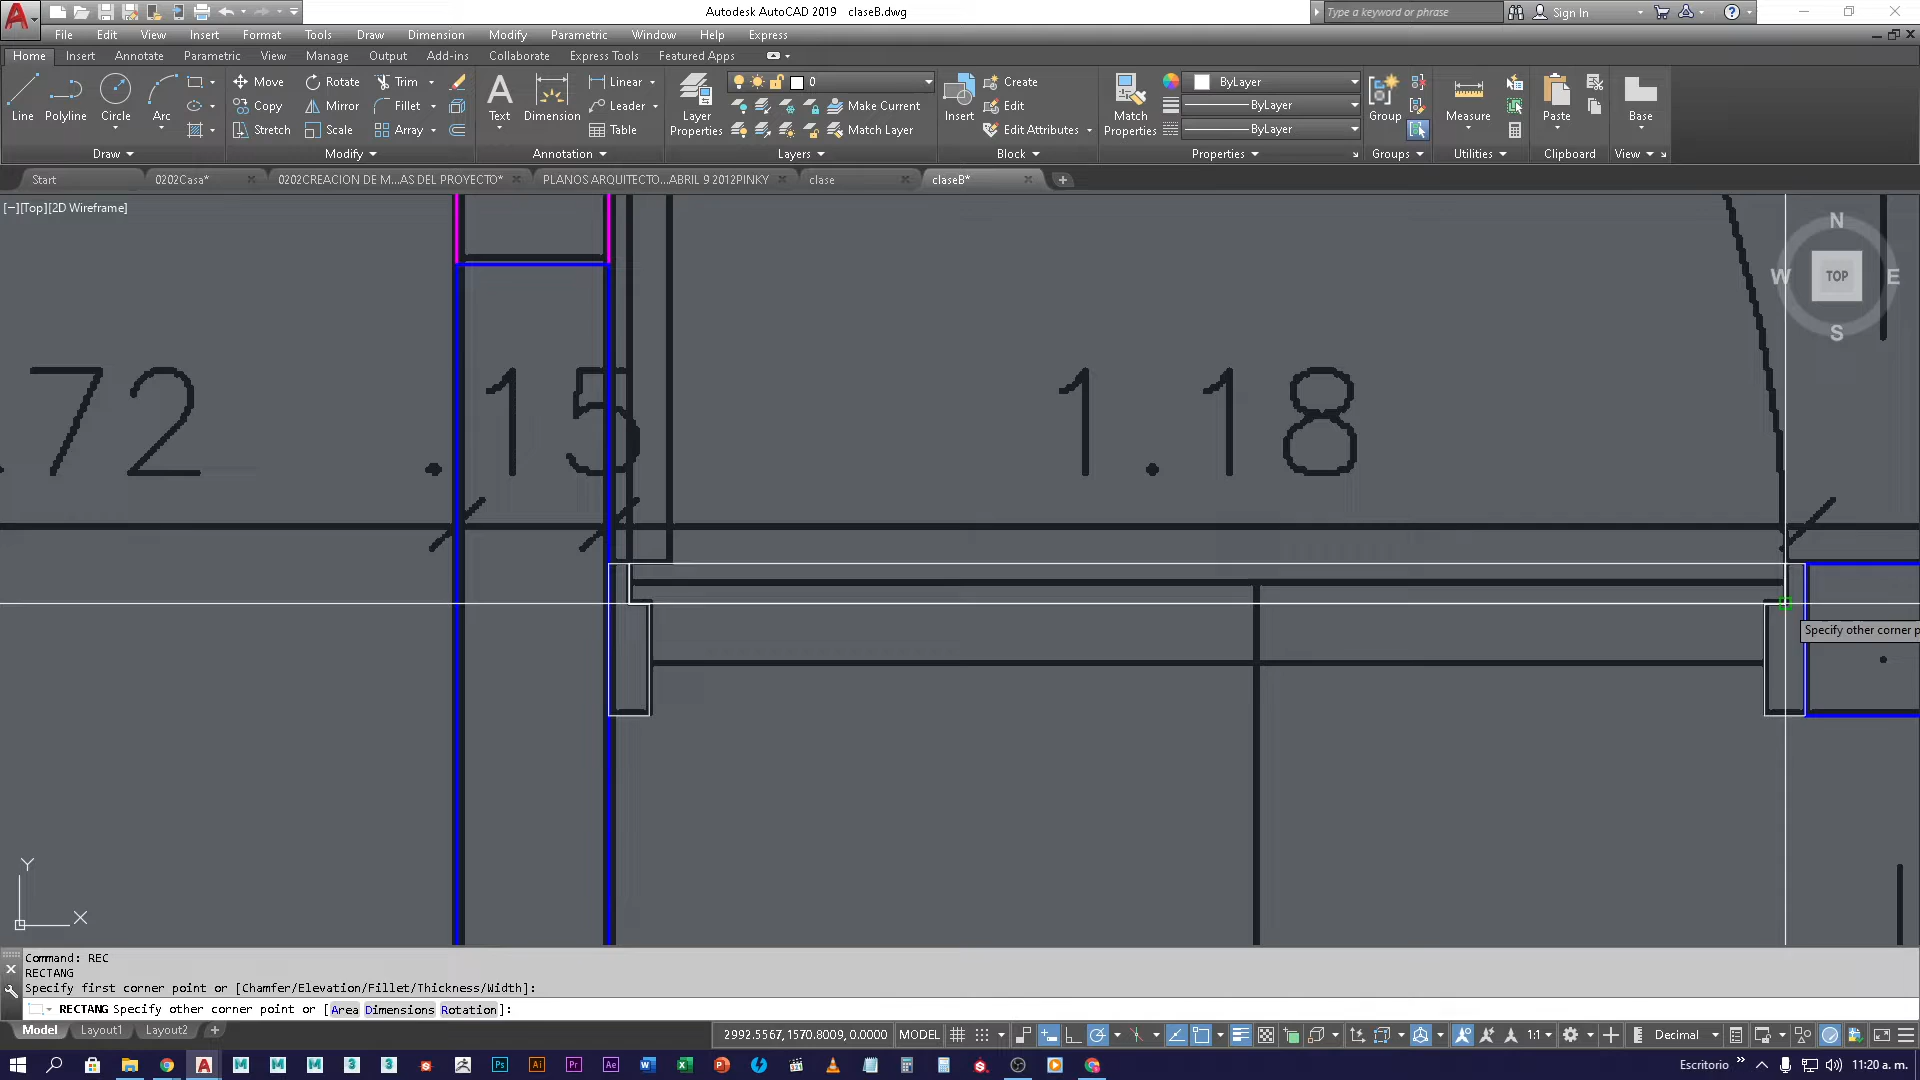 Autodesk AutoCAD 2019 claseB.dwg
Type a keyword or phrase
Sign In
File Edit View Insert Format Tools Draw Dimension Modify Parametric Window Help Express
Home Insert Annotate Parametric View Manage Output Add-ins Collaborate Express Tools Featured Apps
Line Polyline Circle Arc
Move Rotate Trim
Copy Mirror Fillet
Stretch Scale Array
Text Dimension
Linear
Leader
Table
Layer Properties
0
Make Current
Match Layer
Insert
Create
Edit
Edit Attributes
Match Properties
ByLayer
ByLayer
ByLayer
Group
Measure
Paste
Base
Draw Modify Annotation Layers Block Properties Groups Utilities Clipboard View
Start 0202Casa* 0202CREACION DE M...AS DEL PROYECTO* PLANOS ARQUITECTO...ABRIL 9 2012PINKY clase claseB*
[−][Top][2D Wireframe]
N
W TOP E
S
.72 .15 1.18
Specify other corner p
Y
X
Command: REC
RECTANG
Specify first corner point or [Chamfer/Elevation/Fillet/Thickness/Width]:
RECTANG Specify other corner point or [Area Dimensions Rotation]:
Model Layout1 Layout2
2992.5567, 1570.8009, 0.0000 MODEL 1:1 Decimal
Escritorio 11:20 a. m.